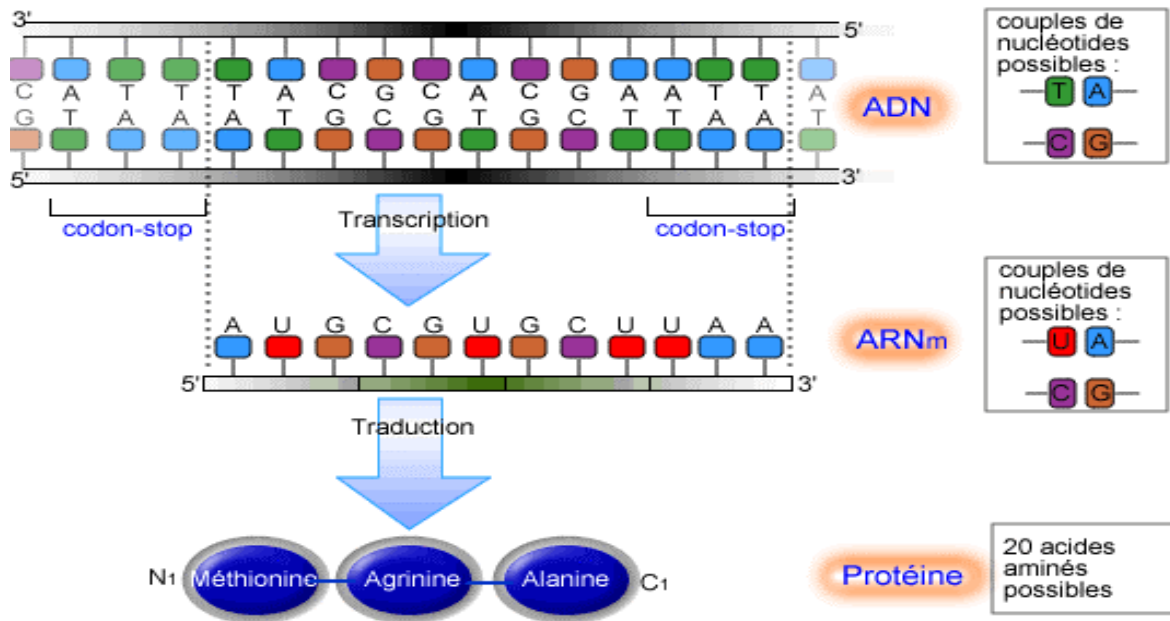 3'
5'
C A T T T A C G C A C G A A T T A
G T A A A T G C G T G C T T A A T
5'
3'
ADN
couples de
nucléotides
possibles :
T A
C G
codon-stop
Transcription
codon-stop
A U G C G U G C U U A A
5'
3'
ARNm
couples de
nucléotides
possibles :
U A
C G
Traduction
N1 Méthionine Agrinine Alanine C1
Protéine
20 acides
aminés
possibles